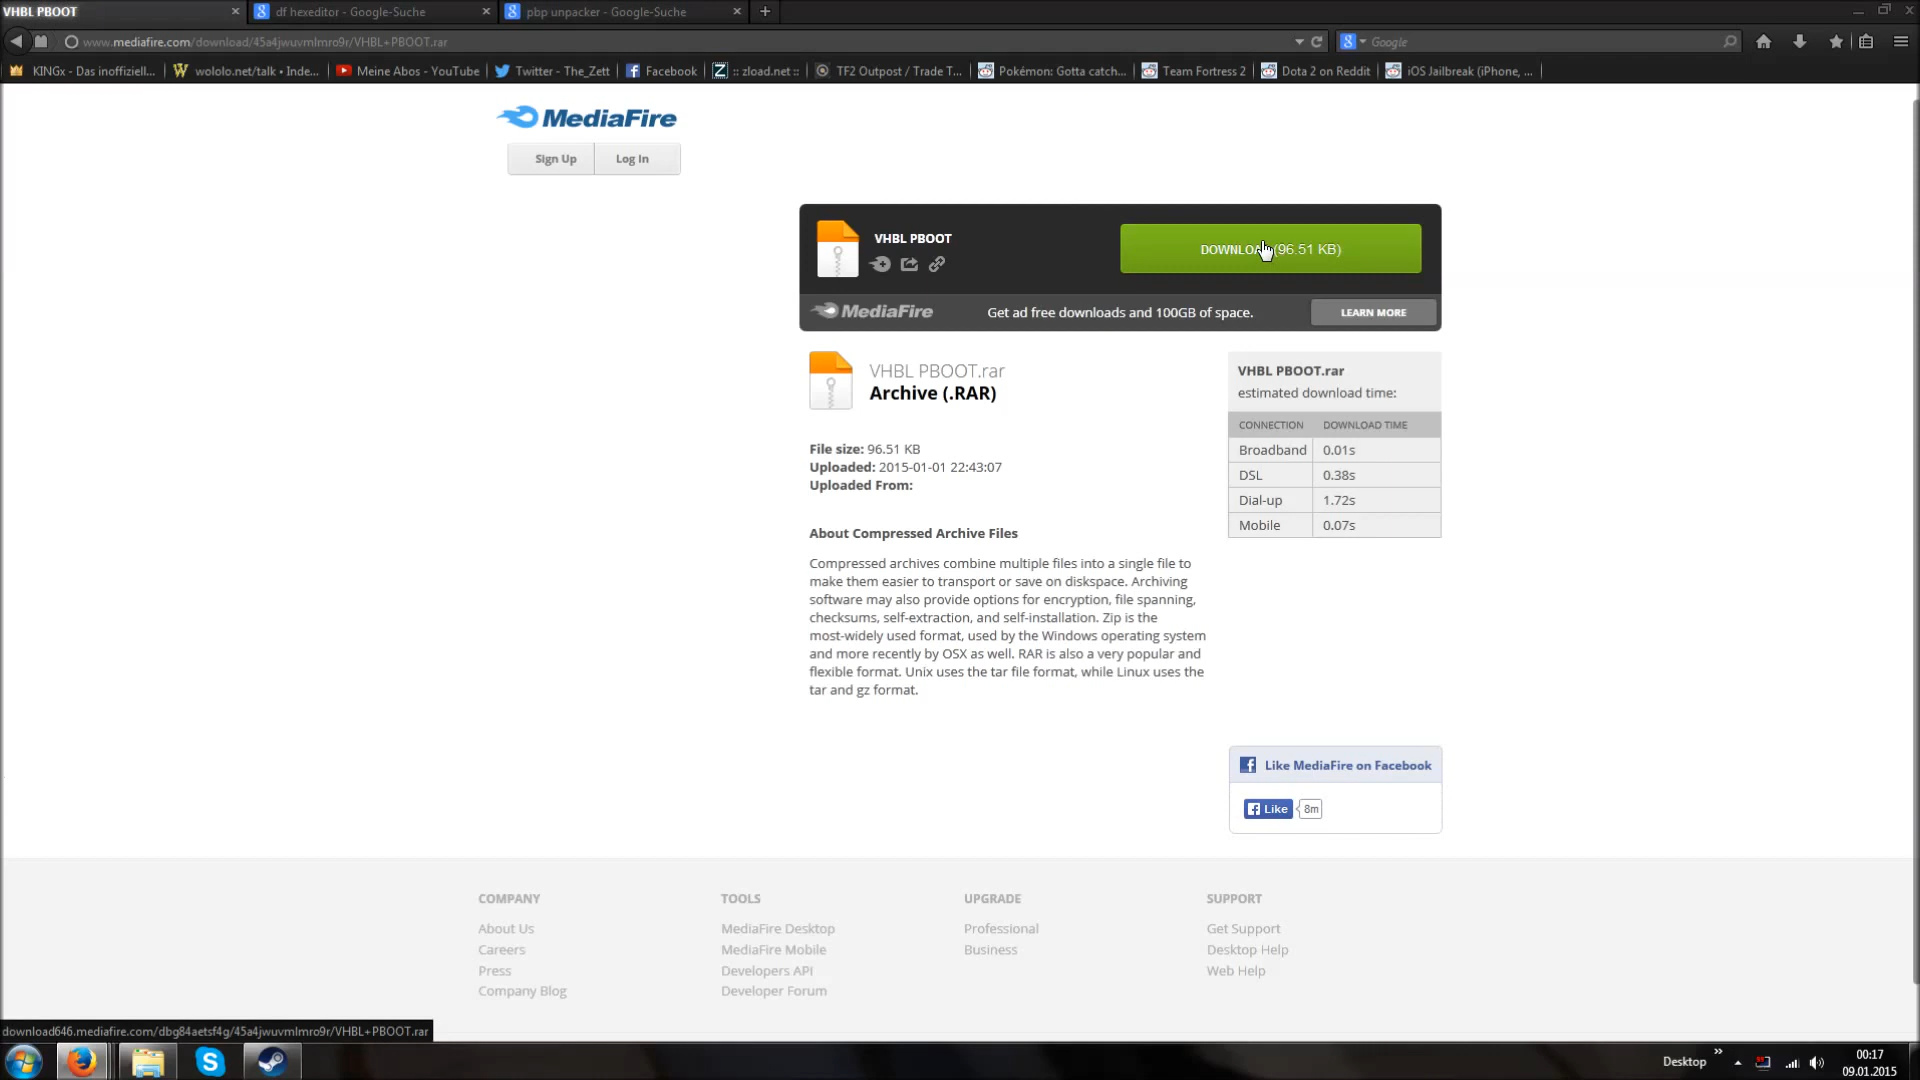 VHBL PBOOT
df hexeditor - Google-Suche
pbp unpacker - Google-Suche
www.mediafire.com/download/45a4jwuvmlmro9r/VHBL+PBOOT.rar
Google
KINGx - Das inoffiziell...
wololo.net/talk • Inde...
Meine Abos - YouTube
Twitter - The_Zett
Facebook
:: zload.net ::
TF2 Outpost / Trade T...
Pokémon: Gotta catch...
Team Fortress 2
Dota 2 on Reddit
iOS Jailbreak (iPhone, ...
MediaFire
Sign Up
Log In
VHBL PBOOT
DOWNLOAD (96.51 KB)
MediaFire
Get ad free downloads and 100GB of space.
LEARN MORE
VHBL PBOOT.rar
Archive (.RAR)
File size: 96.51 KB
Uploaded: 2015-01-01 22:43:07
Uploaded From:
About Compressed Archive Files
Compressed archives combine multiple files into a single file to
make them easier to transport or save on diskspace. Archiving
software may also provide options for encryption, file spanning,
checksums, self-extraction, and self-installation. Zip is the
most-widely used format, used by the Windows operating system
and more recently by OSX as well. RAR is also a very popular and
flexible format. Unix uses the tar file format, while Linux uses the
tar and gz format.
VHBL PBOOT.rar
estimated download time:
CONNECTION DOWNLOAD TIME
Broadband 0.01s
DSL 0.38s
Dial-up 1.72s
Mobile 0.07s
Like MediaFire on Facebook
Like 8m
COMPANY
About Us
Careers
Press
Company Blog
TOOLS
MediaFire Desktop
MediaFire Mobile
Developers API
Developer Forum
UPGRADE
Professional
Business
SUPPORT
Get Support
Desktop Help
Web Help
download646.mediafire.com/dbg84aetsf4g/45a4jwuvmlmro9r/VHBL+PBOOT.rar
Desktop
00:17
09.01.2015